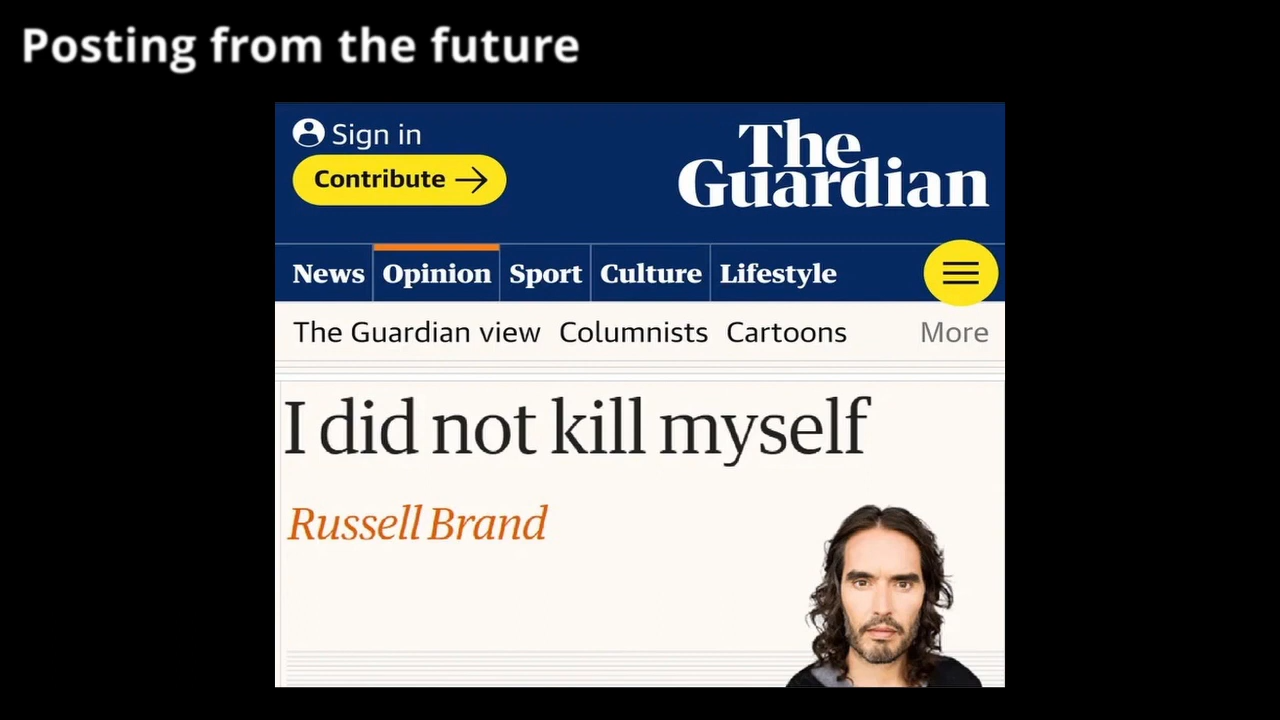 Posting from the future
Sign in
Contribute →
The
Guardian
News Opinion Sport Culture Lifestyle
The Guardian view Columnists Cartoons More
I did not kill myself
Russell Brand